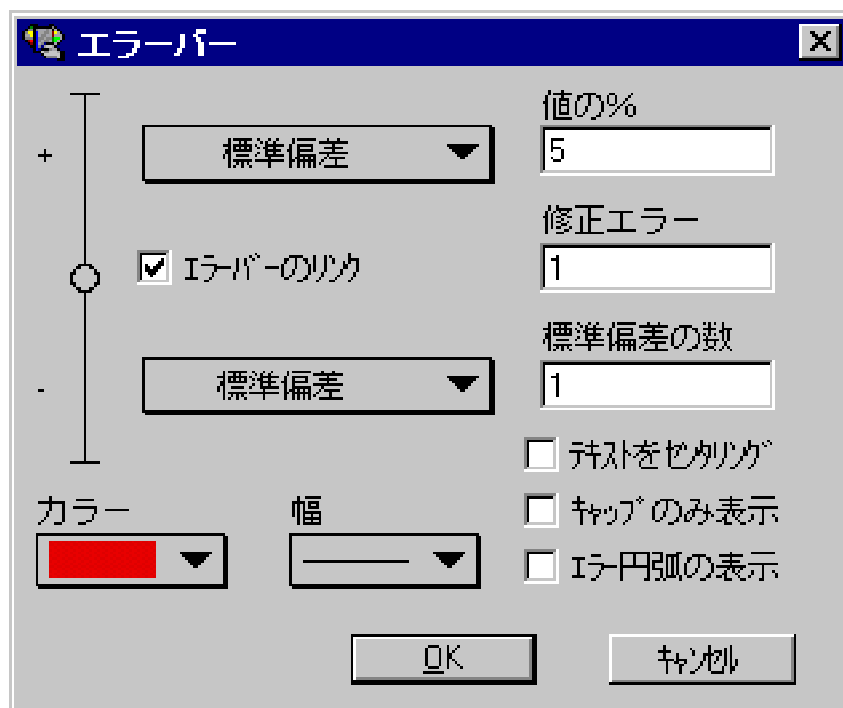 エラーバー
値の%
+
標準偏差
5
修正エラー
エラーバーのリンク
1
標準偏差の数
-
標準偏差
1
テキストをセンタリング
カラー
幅
キャップのみ表示
エラー円弧の表示
OK
キャンセル